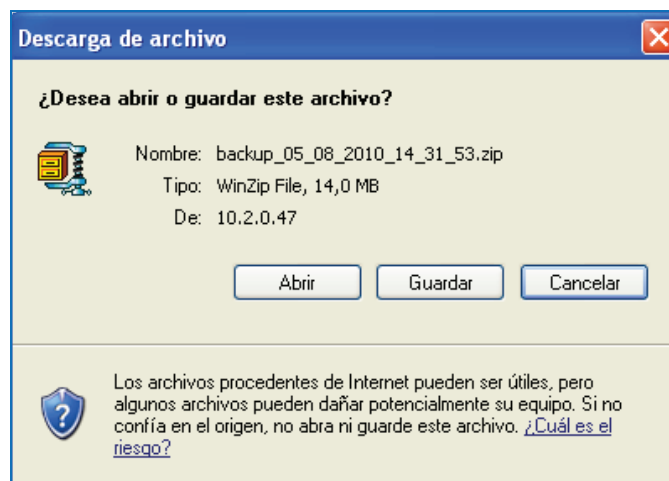 Descarga de archivo
¿Desea abrir o guardar este archivo?
Nombre: backup_05_08_2010_14_31_53.zip
Tipo: WinZip File, 14,0 MB
De: 10.2.0.47
Abrir Guardar Cancelar
Los archivos procedentes de Internet pueden ser útiles, pero
algunos archivos pueden dañar potencialmente su equipo. Si no
confía en el origen, no abra ni guarde este archivo. ¿Cuál es el
riesgo?